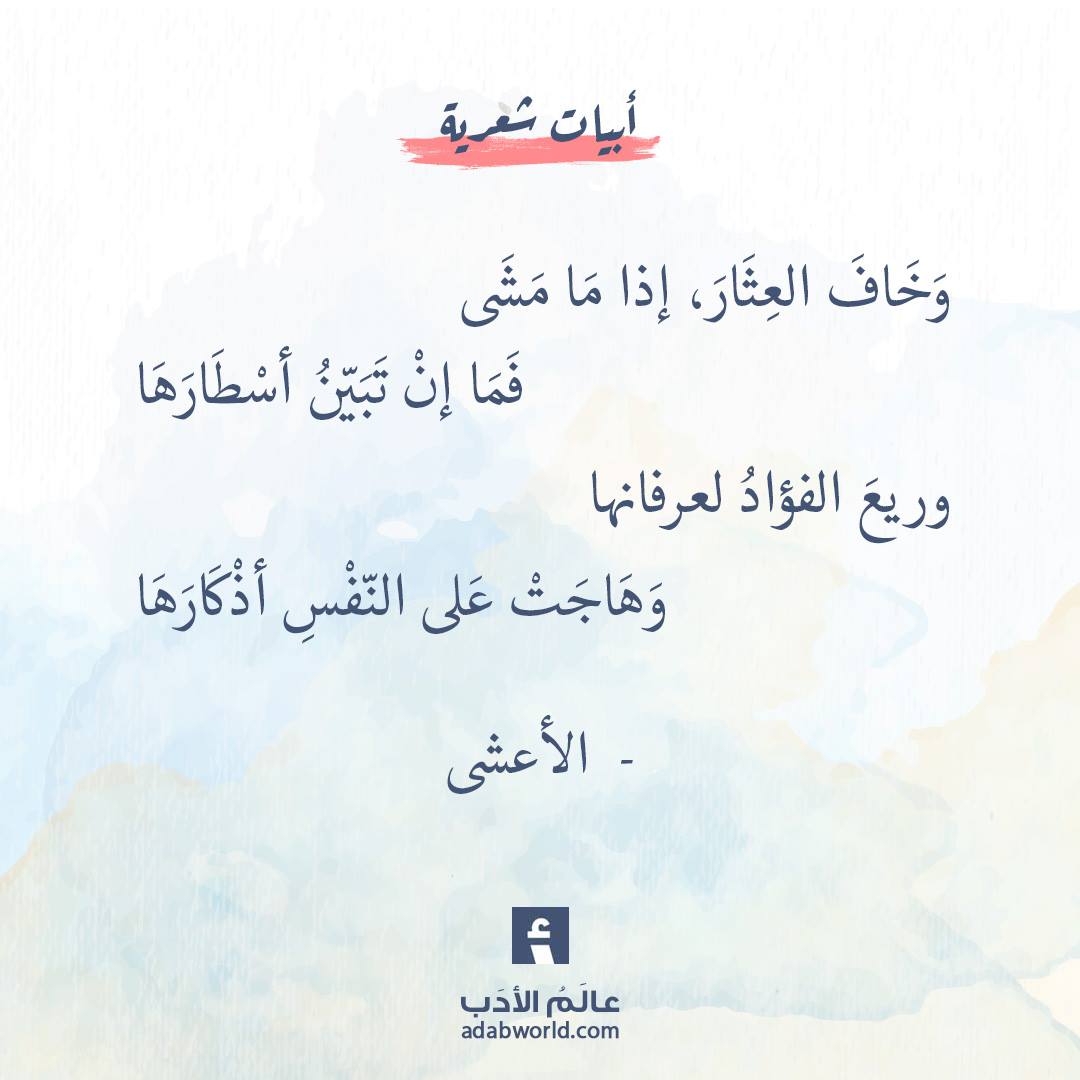 أبيات شعرية
وَخَافَ العِثَارَ، إذا مَا مَشَى
فَمَا إنْ تَبَيّنُ أسْطَارَهَا
وريعَ الفؤادُ لعرفانها
وَهَاجَتْ عَلى النّفْسِ أذْكَارَهَا
- الأعشى
أ
عالَمُ الأدَب
adabworld.com